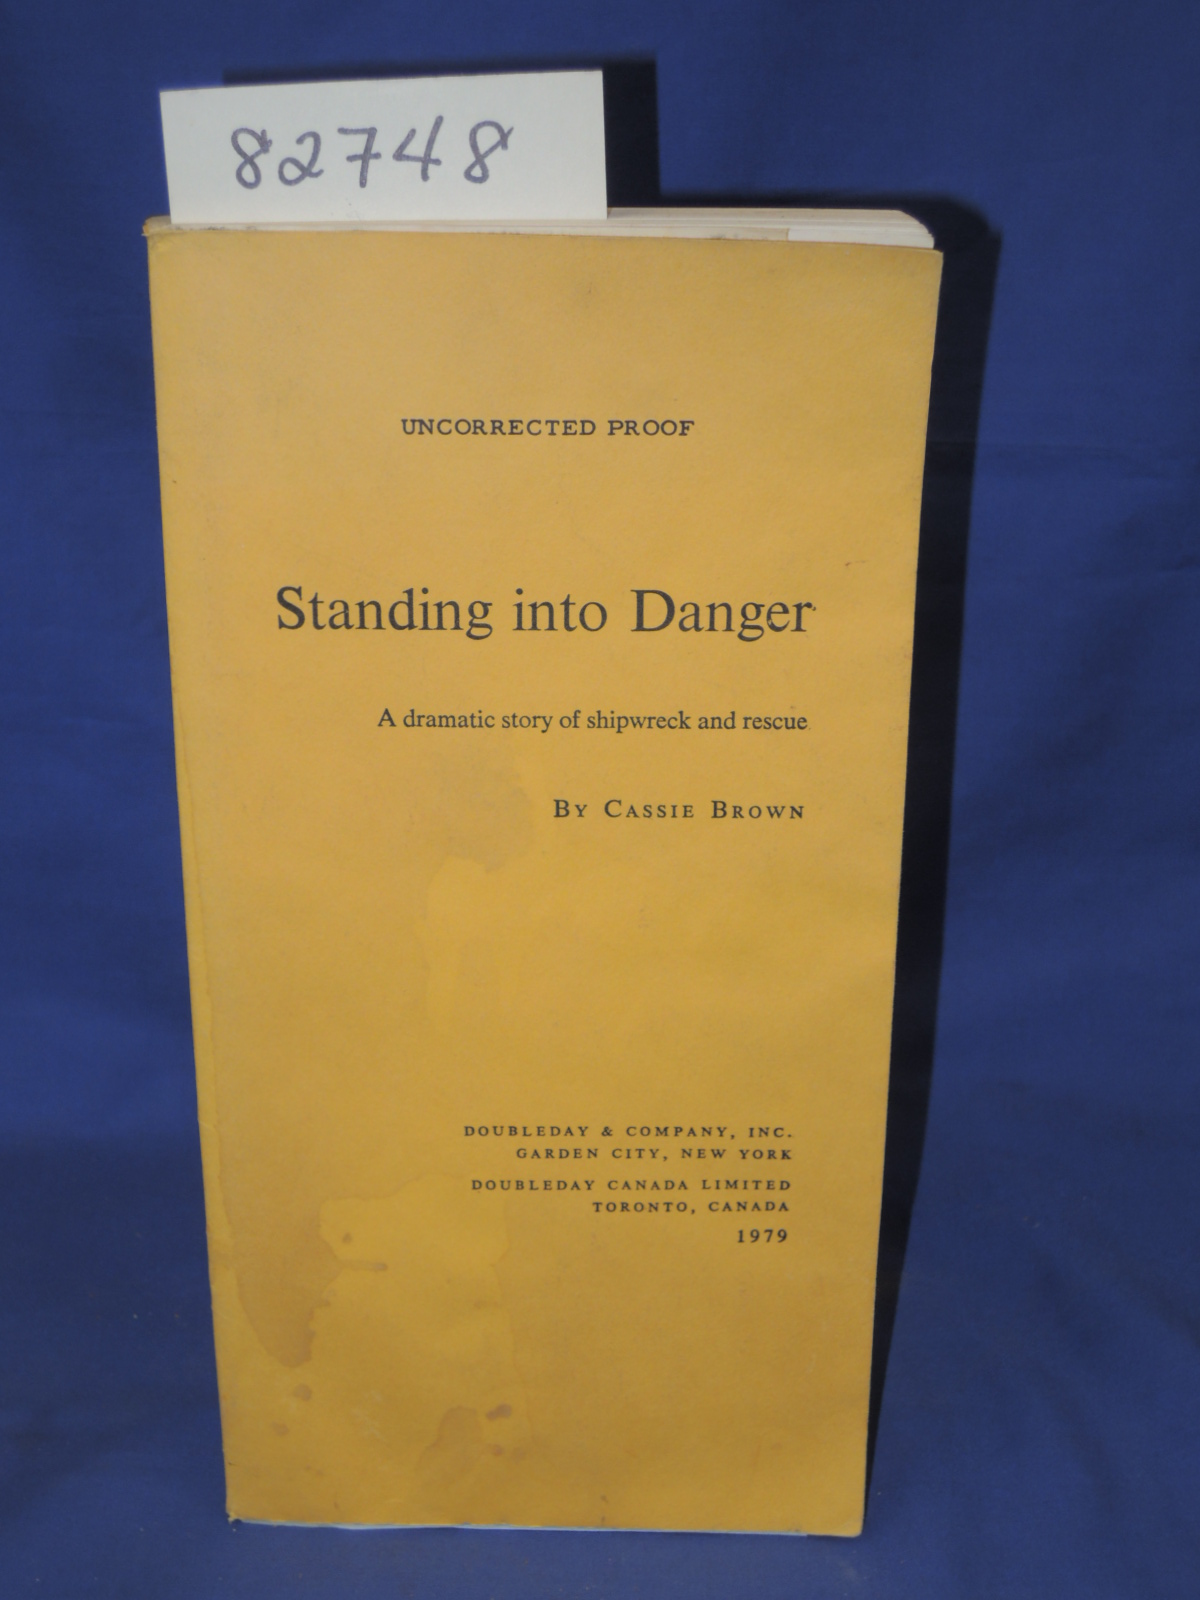 82748
UNCORRECTED PROOF
Standing into Danger
A dramatic story of shipwreck and rescue
BY CASSIE BROWN
DOUBLEDAY & COMPANY, INC.
GARDEN CITY, NEW YORK
DOUBLEDAY CANADA LIMITED
TORONTO, CANADA
1979